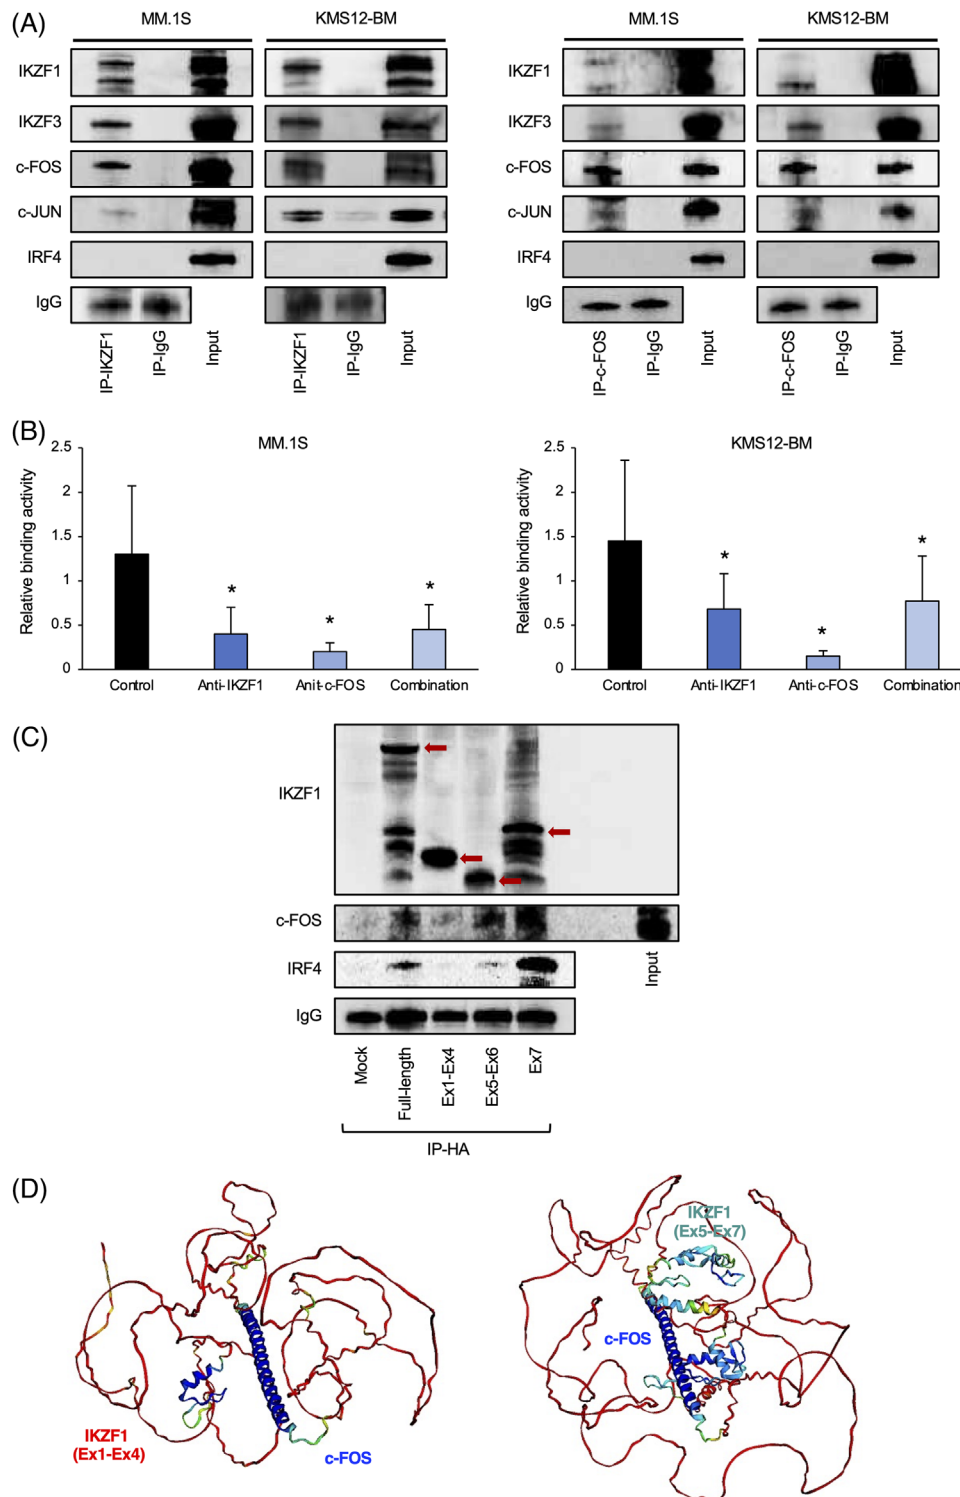 (A)
MM.1S
KMS12-BM
MM.1S
KMS12-BM
IKZF1
IKZF3
c-FOS
c-JUN
IRF4
IgG
IP-IKZF1
IP-IgG
Input
IP-IKZF1
IP-IgG
Input
IKZF1
IKZF3
c-FOS
c-JUN
IRF4
IgG
IP-c-FOS
IP-IgG
Input
IP-c-FOS
IP-IgG
Input
(B)
MM.1S
Relative binding activity
2.5
2
1.5
1
0.5
0
*
*
*
Control
Anti-IKZF1
Anit-c-FOS
Combination
KMS12-BM
Relative binding activity
2.5
2
1.5
1
0.5
0
*
*
*
Control
Anti-IKZF1
Anti-c-FOS
Combination
(C)
IKZF1
c-FOS
IRF4
IgG
Input
Mock
Full-length
Ex1-Ex4
Ex5-Ex6
Ex7
IP-HA
(D)
IKZF1
(Ex1-Ex4)
c-FOS
IKZF1
(Ex5-Ex7)
c-FOS